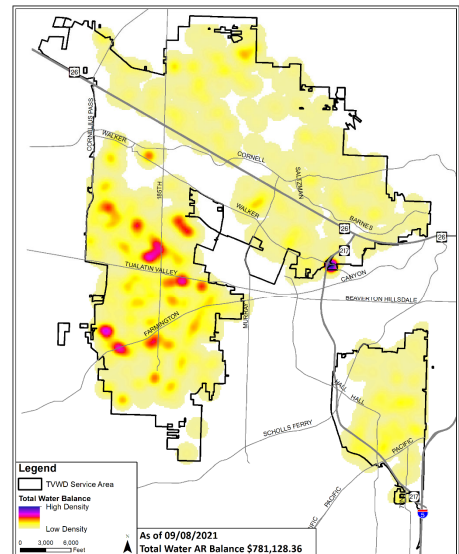 26
CORNELIUS PASS
WALKER
185TH
CORNELL
SALTZMAN
WALKER
BARNES
26
26
217
CANYON
TUALATIN VALLEY
BEAVERTON HILLSDALE
MURRAY
FARMINGTON
HALL
HALL
SCHOLLS FERRY
PACIFIC
PACIFIC
217
5
Legend
TVWD Service Area
Total Water Balance
High Density
Low Density
0 3,000 6,000
Feet
N
As of 09/08/2021
Total Water AR Balance $781,128.36